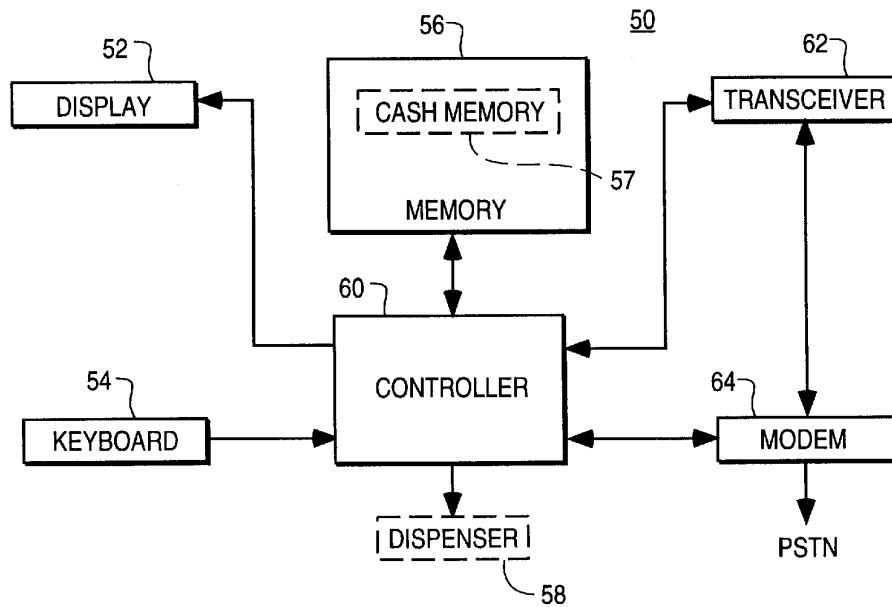 50
52
DISPLAY
56
CASH MEMORY
57
MEMORY
62
TRANSCEIVER
60
CONTROLLER
54
KEYBOARD
64
MODEM
DISPENSER
58
PSTN